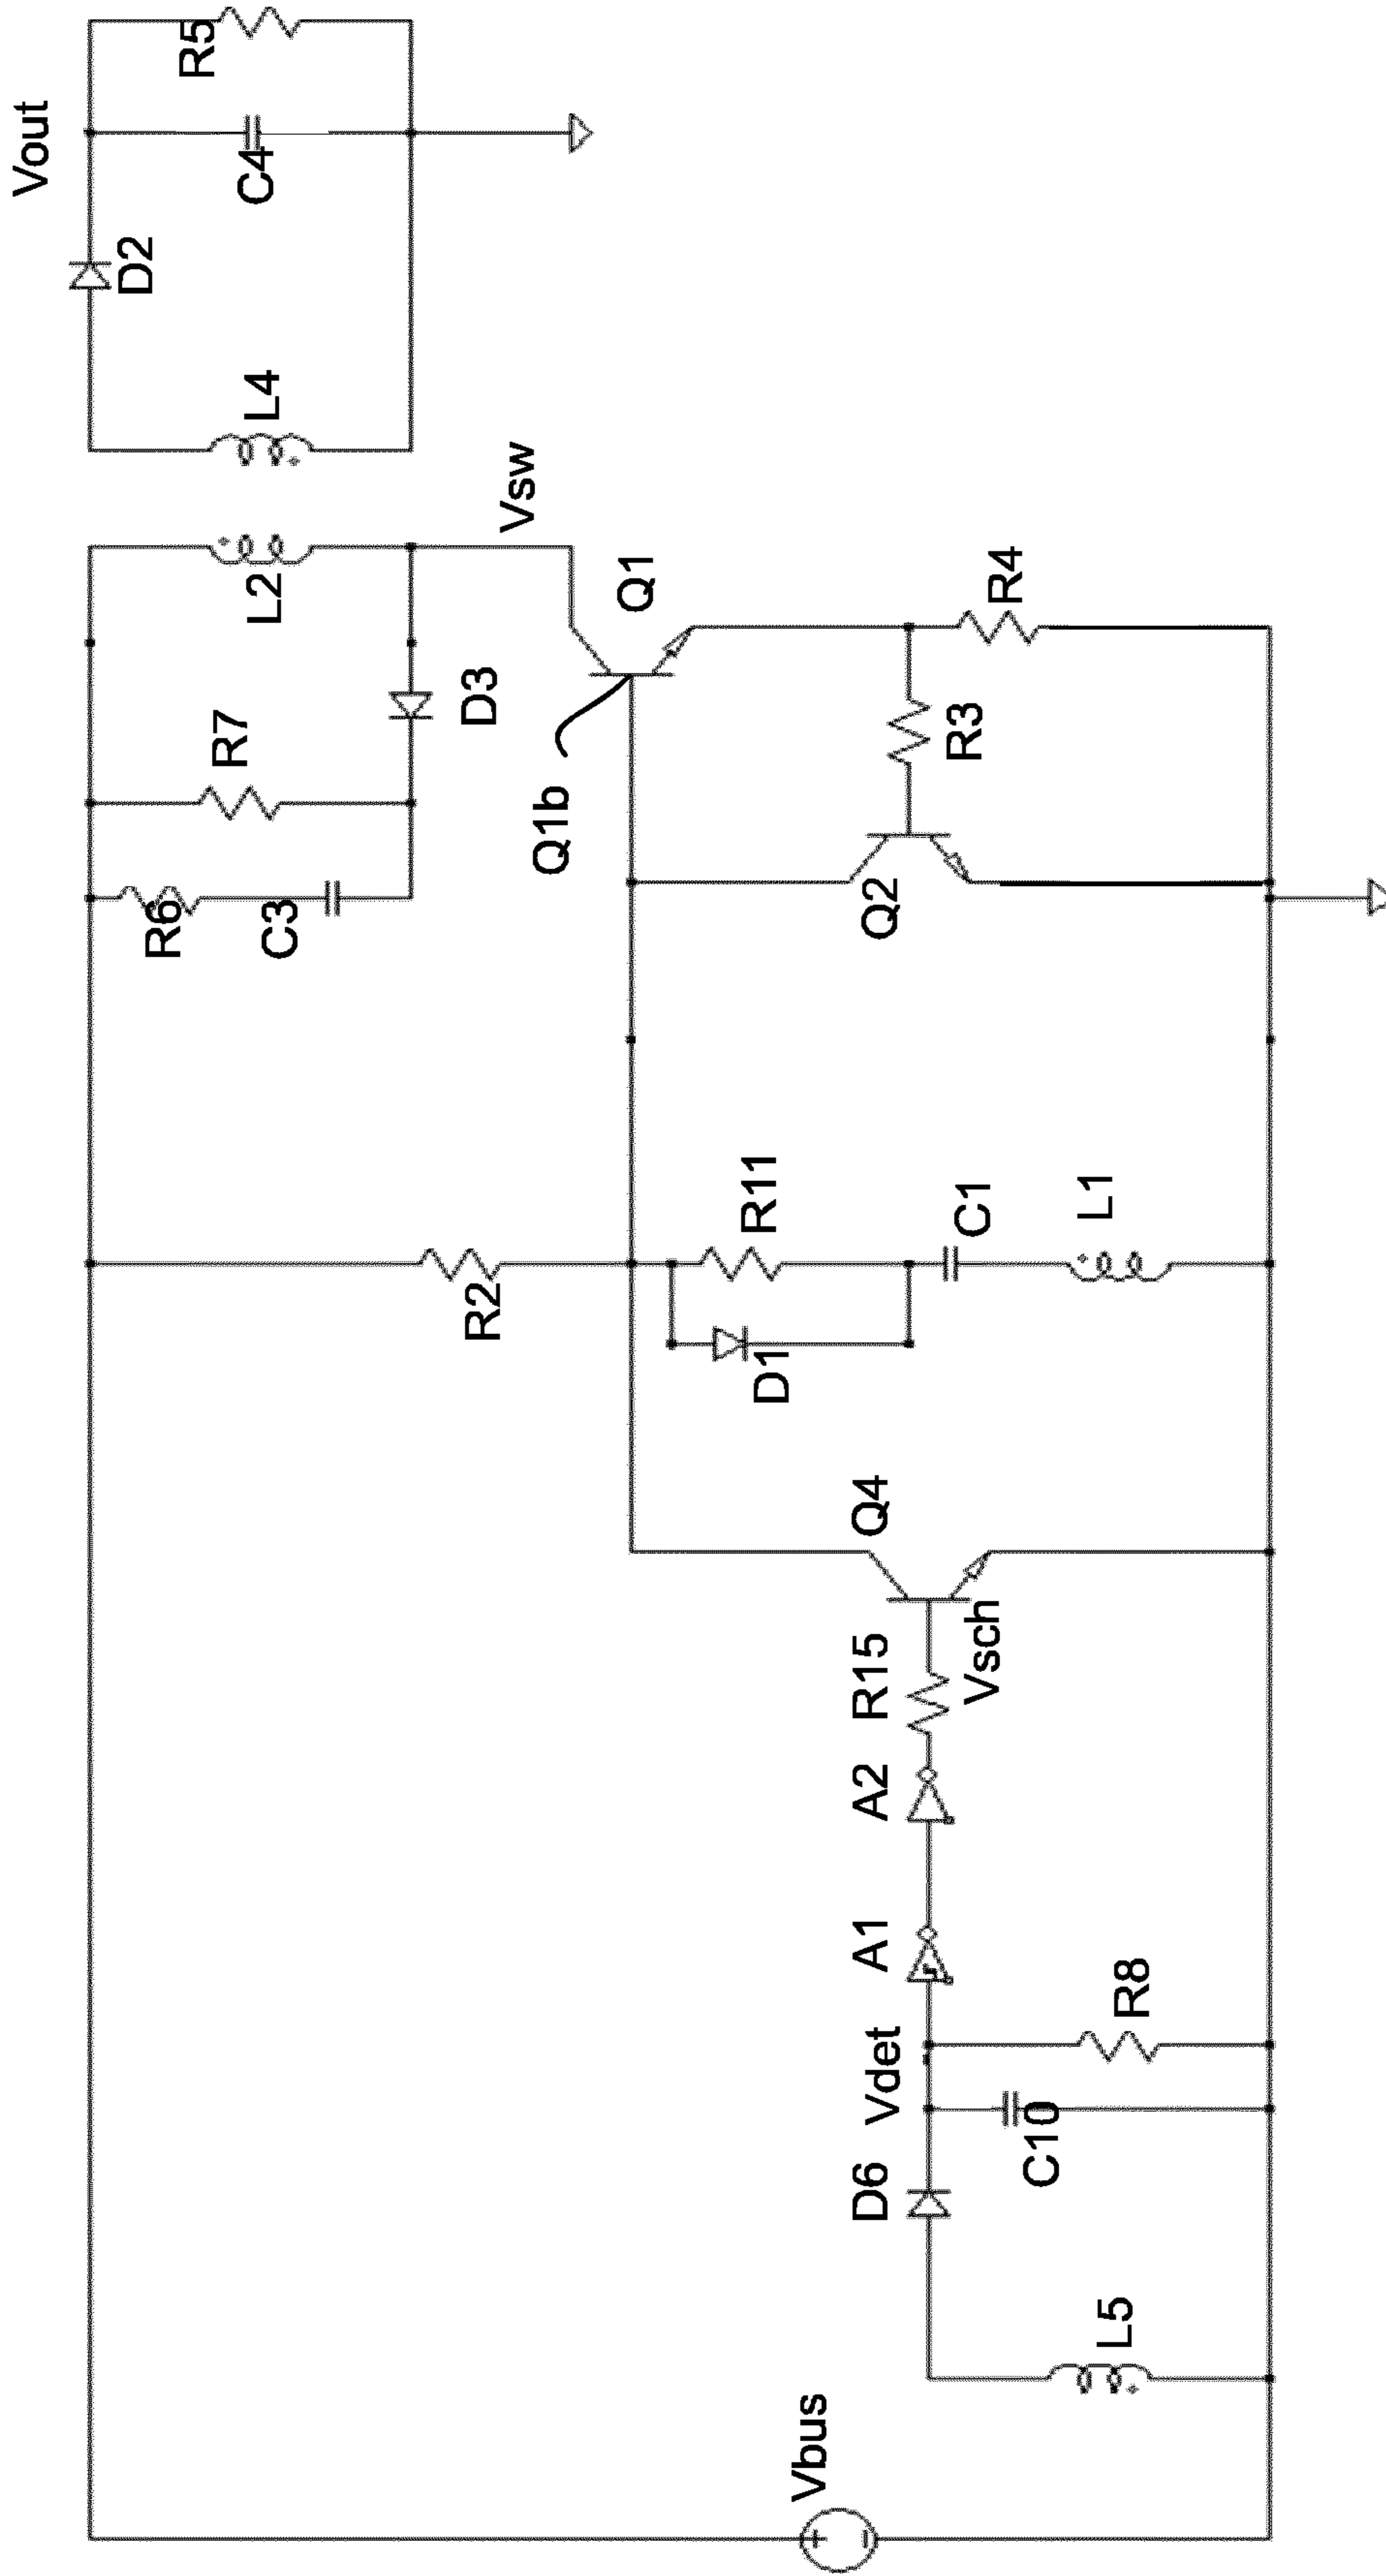 Vout
R5
C4
D2
L4
L2
Vsw
R7
D3
R6
C3
Q1
Q1b
R4
R3
Q2
R2
R11
D1
C1
L1
Q4
Vsch
R15
A2
A1
Vdet
R8
C10
D6
L5
Vbus
+
-